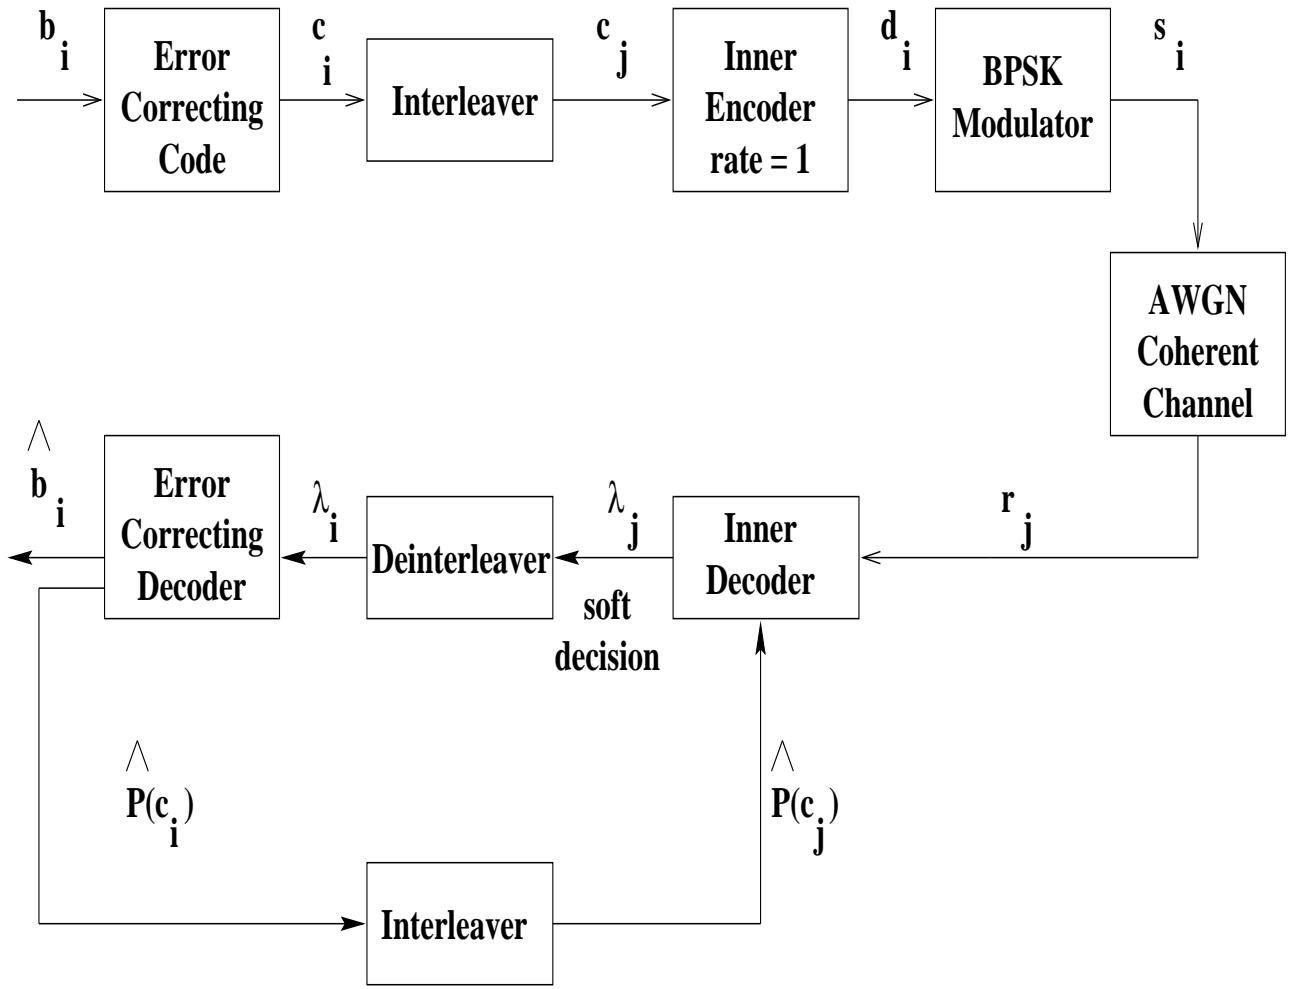 b i
Error
Correcting
Code
c i
Interleaver
c j
Inner
Encoder
rate = 1
d i
BPSK
Modulator
s i
AWGN
Coherent
Channel
r j
Inner
Decoder
λ j
soft
decision
Deinterleaver
λ i
Error
Correcting
Decoder
^
b i
^
P(c i )
Interleaver
^
P(c j )